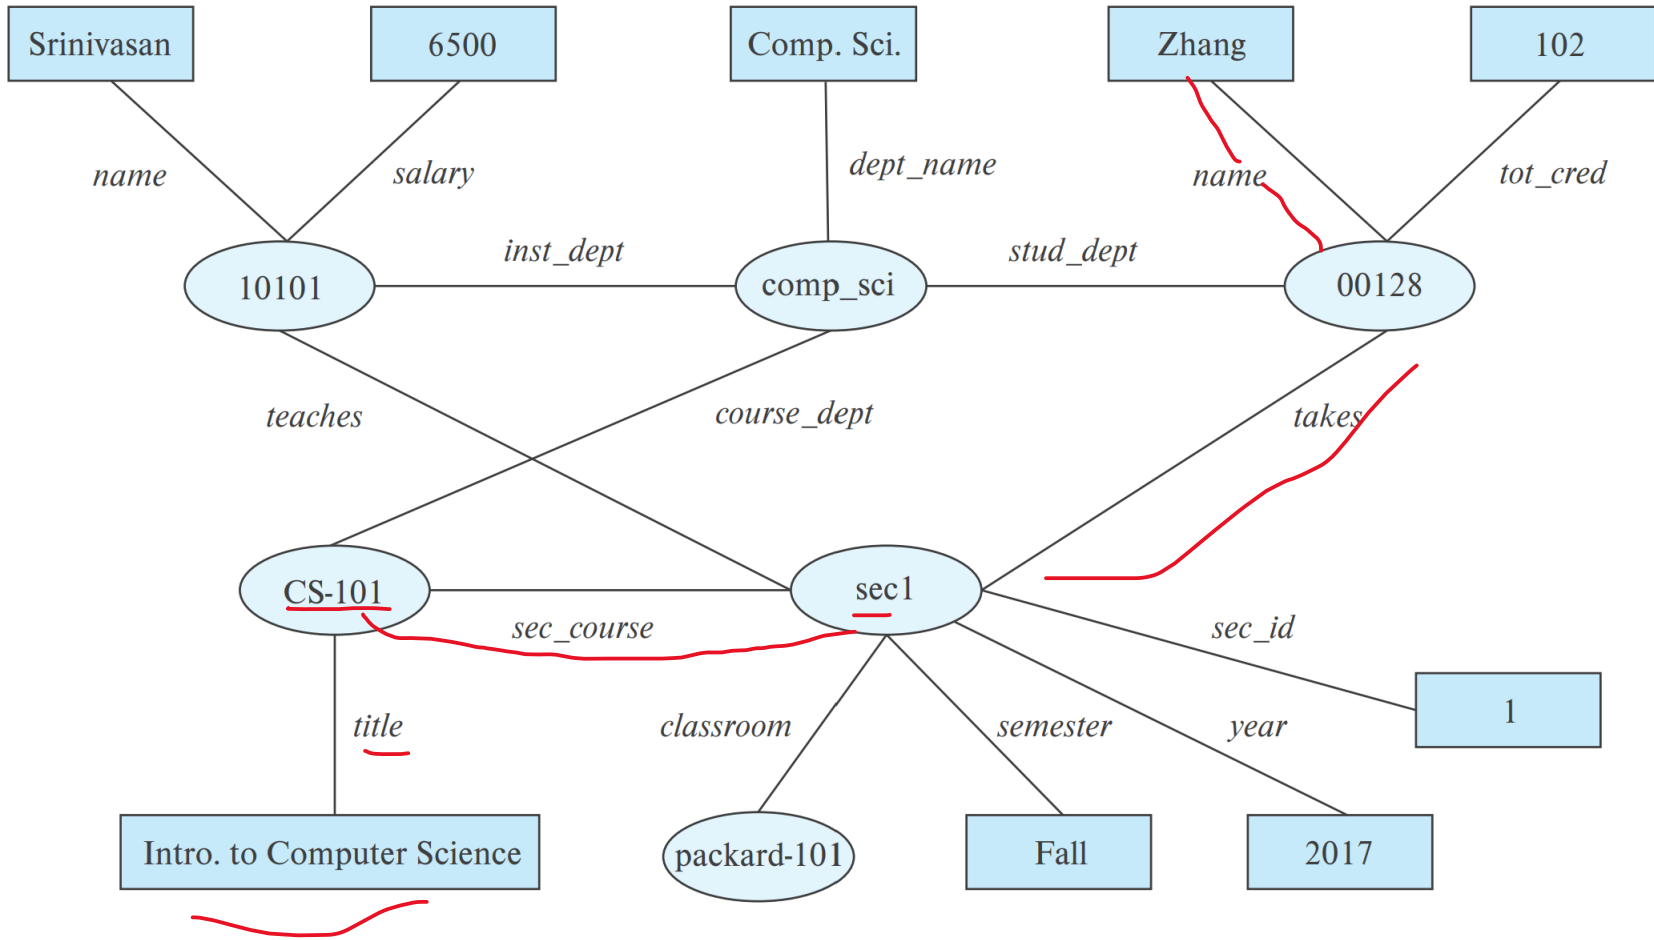 Srinivasan
6500
Comp. Sci.
Zhang
102
name
salary
dept_name
name
tot_cred
inst_dept
stud_dept
10101
comp_sci
00128
teaches
course_dept
takes
CS-101
sec1
sec_course
sec_id
title
classroom
semester
year
1
Intro. to Computer Science
packard-101
Fall
2017